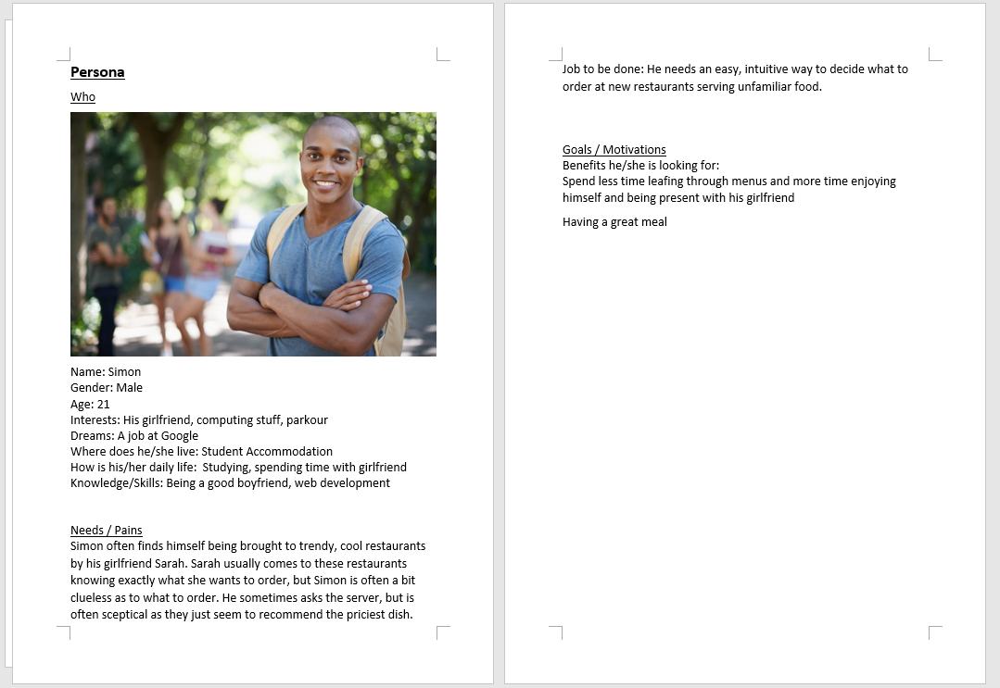 Persona
Who
Name: Simon
Gender: Male
Age: 21
Interests: His girlfriend, computing stuff, parkour
Dreams: A job at Google
Where does he/she live: Student Accommodation
How is his/her daily life:  Studying, spending time with girlfriend
Knowledge/Skills: Being a good boyfriend, web development
Needs / Pains
Simon often finds himself being brought to trendy, cool restaurants
by his girlfriend Sarah. Sarah usually comes to these restaurants
knowing exactly what she wants to order, but Simon is often a bit
clueless as to what to order. He sometimes asks the server, but is
often sceptical as they just seem to recommend the priciest dish.
Job to be done: He needs an easy, intuitive way to decide what to
order at new restaurants serving unfamiliar food.
Goals / Motivations
Benefits he/she is looking for:
Spend less time leafing through menus and more time enjoying
himself and being present with his girlfriend
Having a great meal